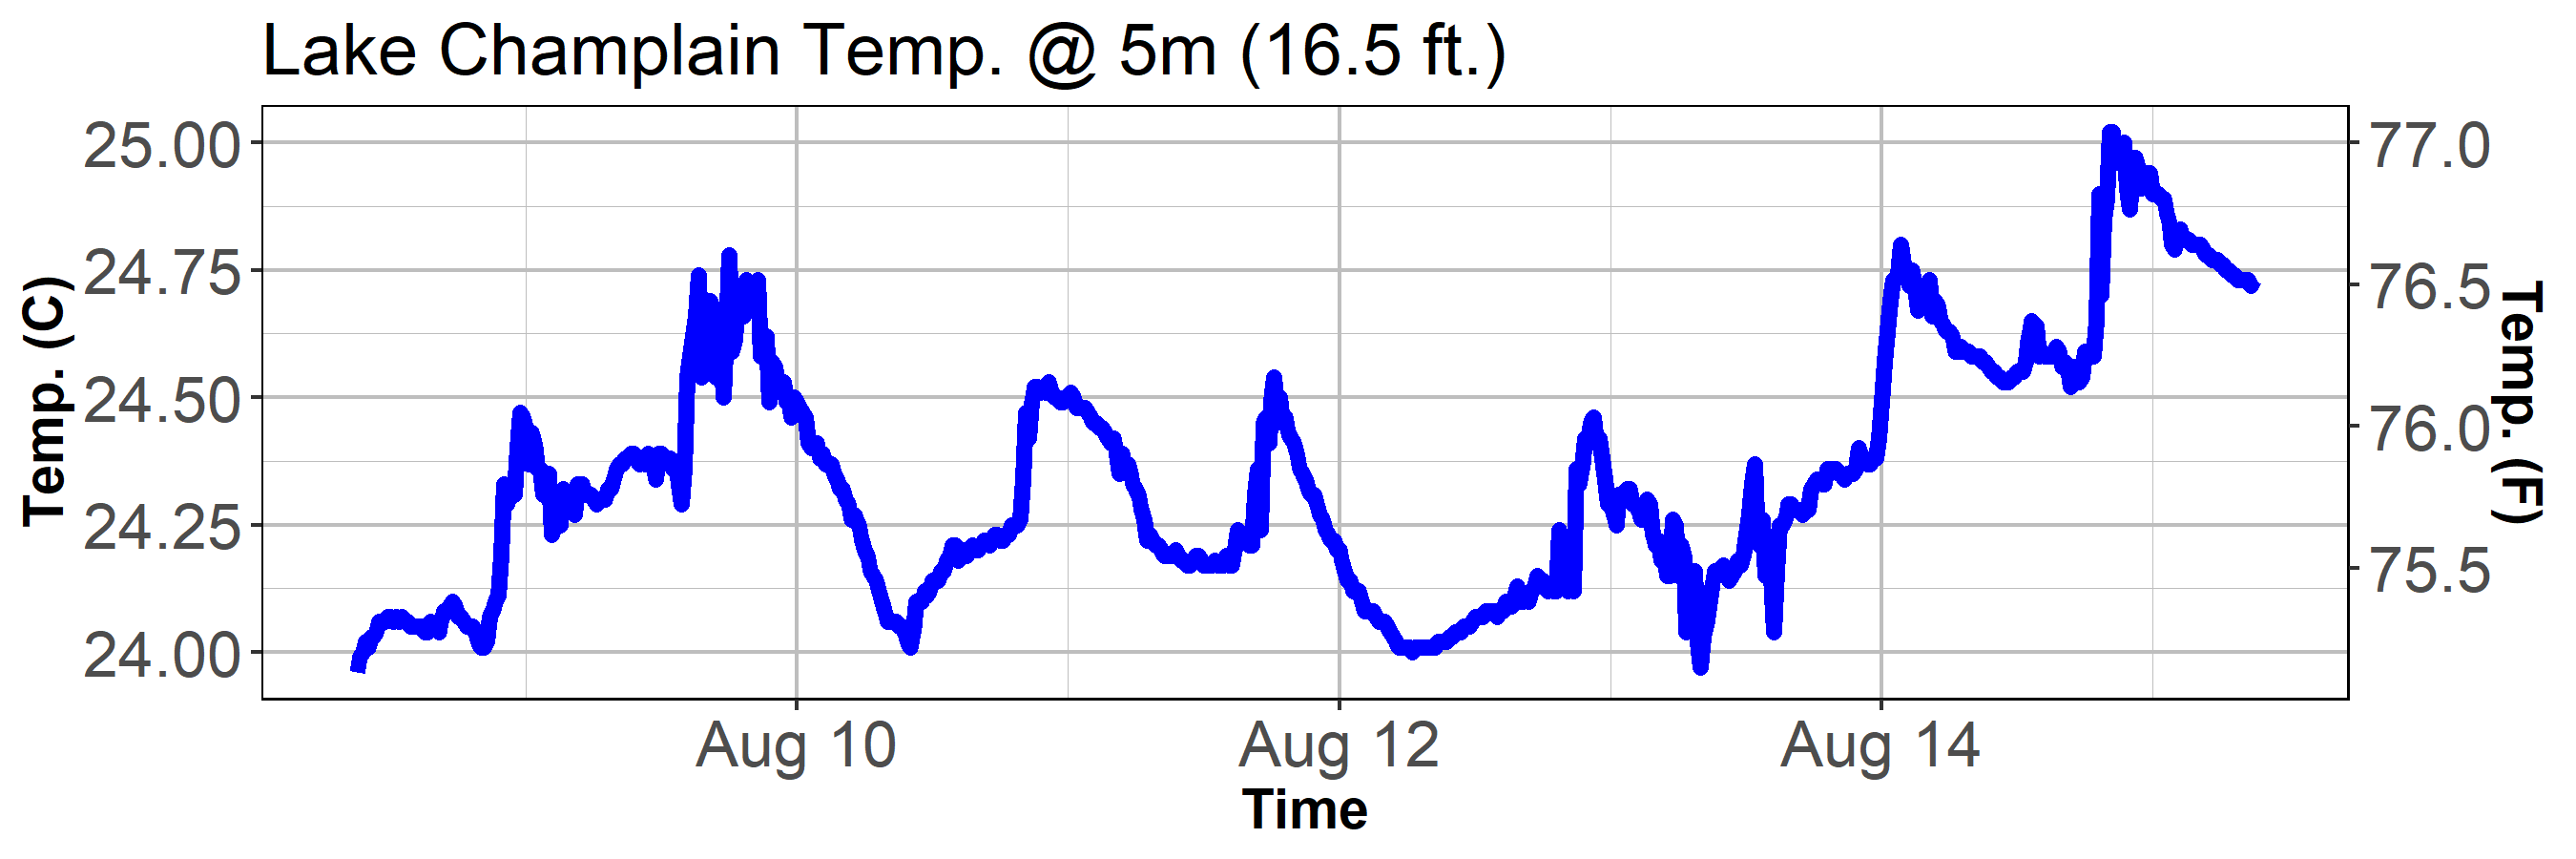 Lake Champlain Temp. @ 5m (16.5 ft.)
Temp. (C)
25.00
24.75
24.50
24.25
24.00
77.0
76.5
76.0
75.5
Temp. (F)
Aug 10
Aug 12
Aug 14
Time